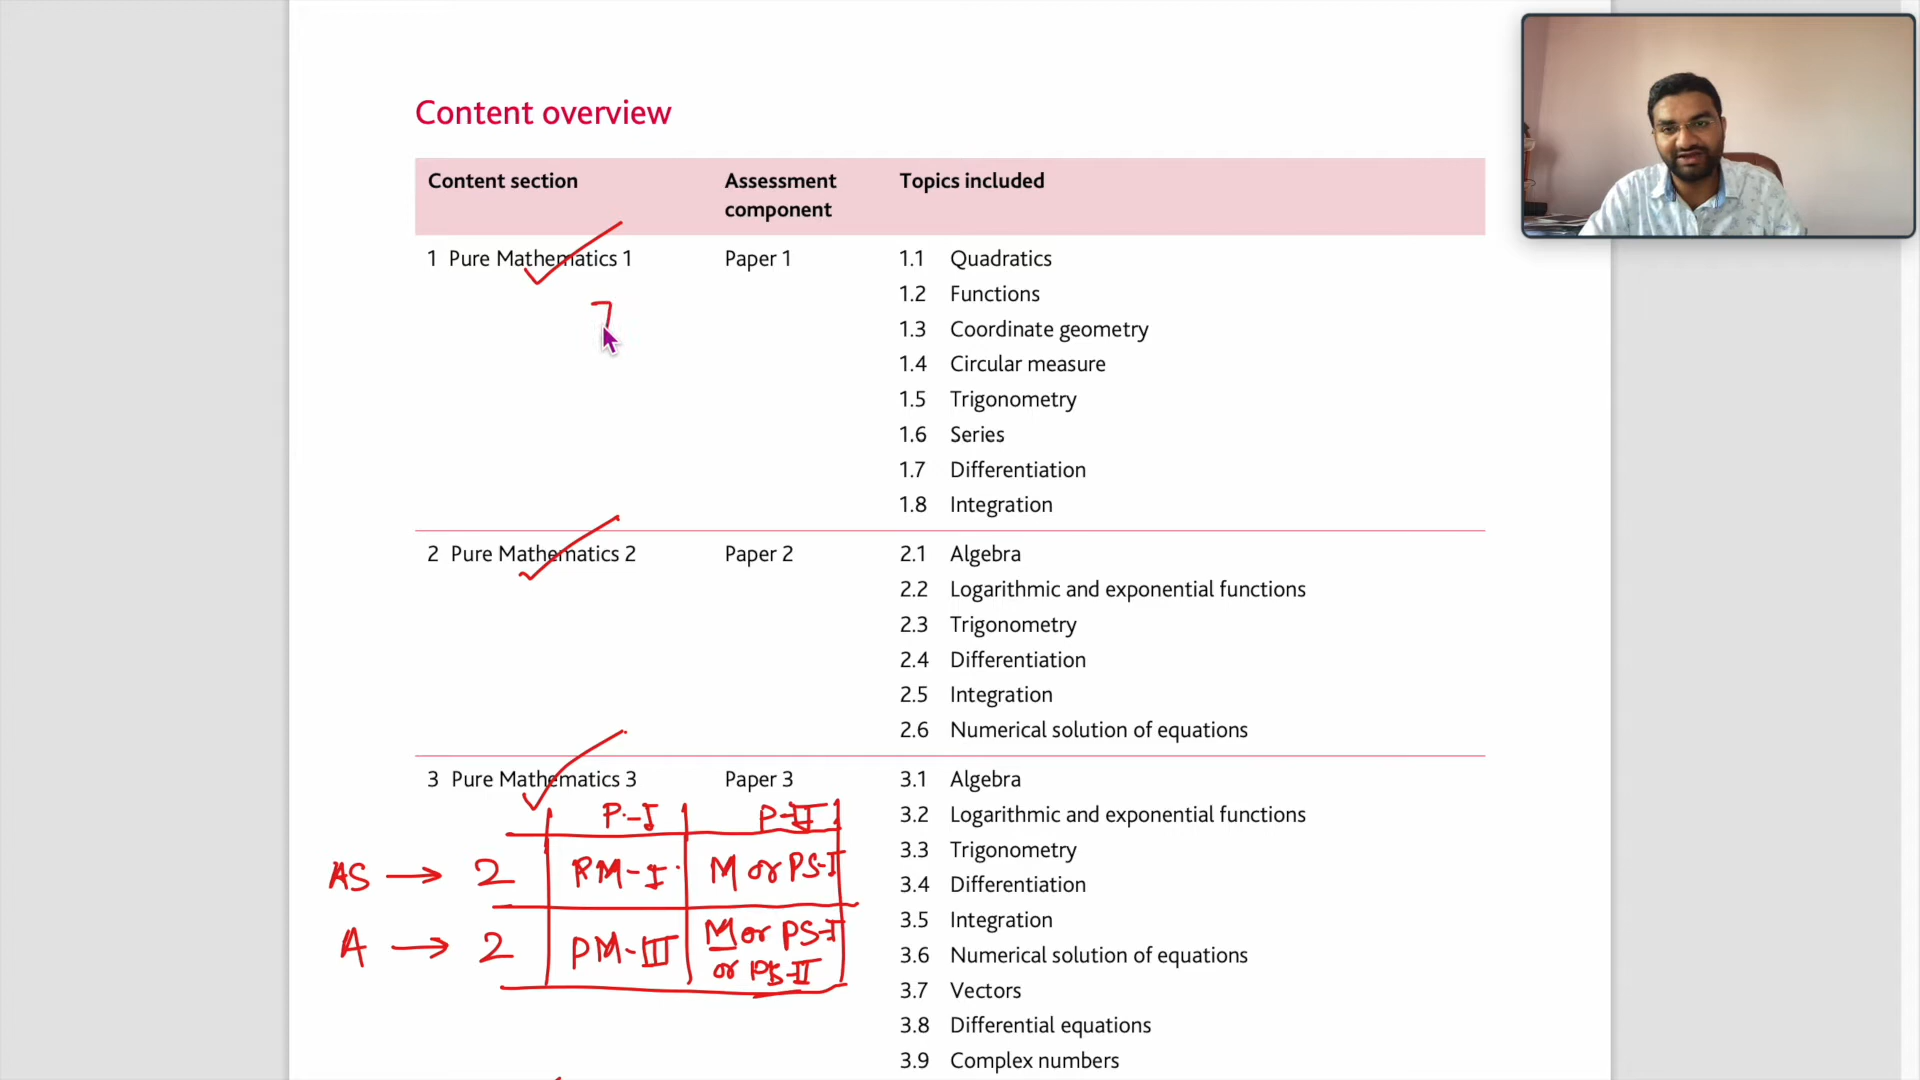 Content overview
Content section Assessment component Topics included
1 Pure Mathematics 1 Paper 1 1.1 Quadratics
1.2 Functions
7
1.3 Coordinate geometry
1.4 Circular measure
1.5 Trigonometry
1.6 Series
1.7 Differentiation
1.8 Integration
2 Pure Mathematics 2 Paper 2 2.1 Algebra
2.2 Logarithmic and exponential functions
2.3 Trigonometry
2.4 Differentiation
2.5 Integration
2.6 Numerical solution of equations
3 Pure Mathematics 3 Paper 3 3.1 Algebra
3.2 Logarithmic and exponential functions
3.3 Trigonometry
3.4 Differentiation
3.5 Integration
3.6 Numerical solution of equations
3.7 Vectors
3.8 Differential equations
3.9 Complex numbers
P-I P-II
AS → 2 PM-I M or PS-I
A → 2 PM-III M or PS-I
or PS-II